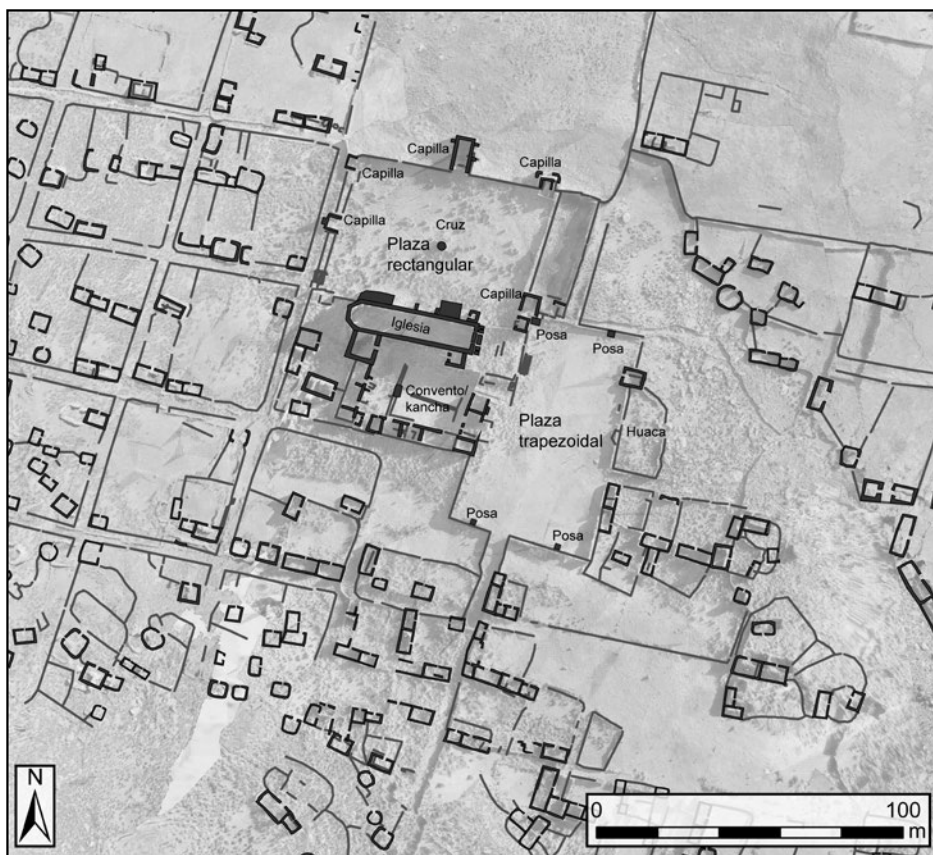 Capilla
Capilla
Capilla
Capilla
Cruz
Plaza
rectangular
Capilla
Iglesia
Posa
Posa
Convento/
kancha
Plaza
trapezoidal
Huaca
Posa
Posa
N
0
100
m